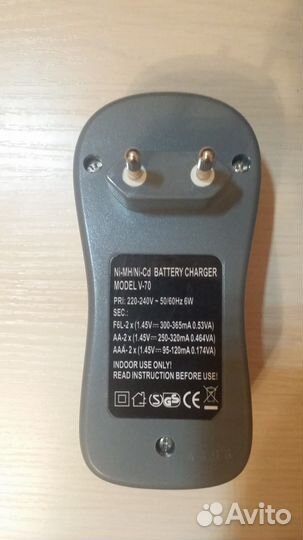 Ni-MH/Ni-Cd BATTERY CHARGER
MODEL V-70
PRI: 220-240V ~ 50/60Hz 6W
SEC.:
F6L-2 x (1.45V⎓300-365mA 0.53VA)
AA-2 x (1.45V⎓250-320mA 0.464VA)
AAA-2 x (1.45V⎓95-120mA 0.174VA)
INDOOR USE ONLY!
READ INSTRUCTION BEFORE USE!
S GS CE
Avito